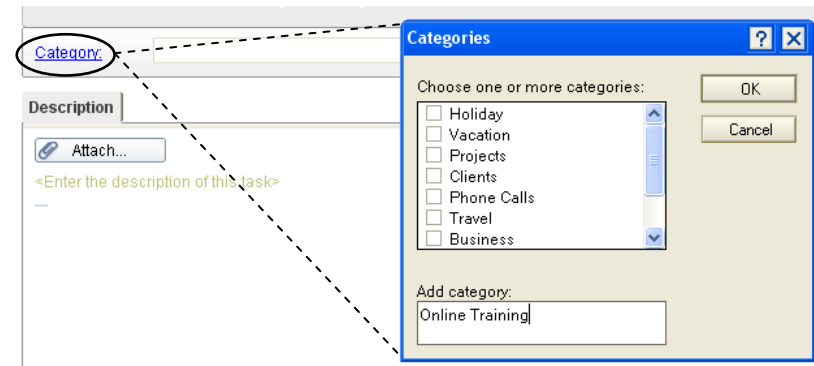 Category:
Description
Attach...
<Enter the description of this task>
Categories
Choose one or more categories:
Holiday
Vacation
Projects
Clients
Phone Calls
Travel
Business
OK
Cancel
Add category:
Online Training